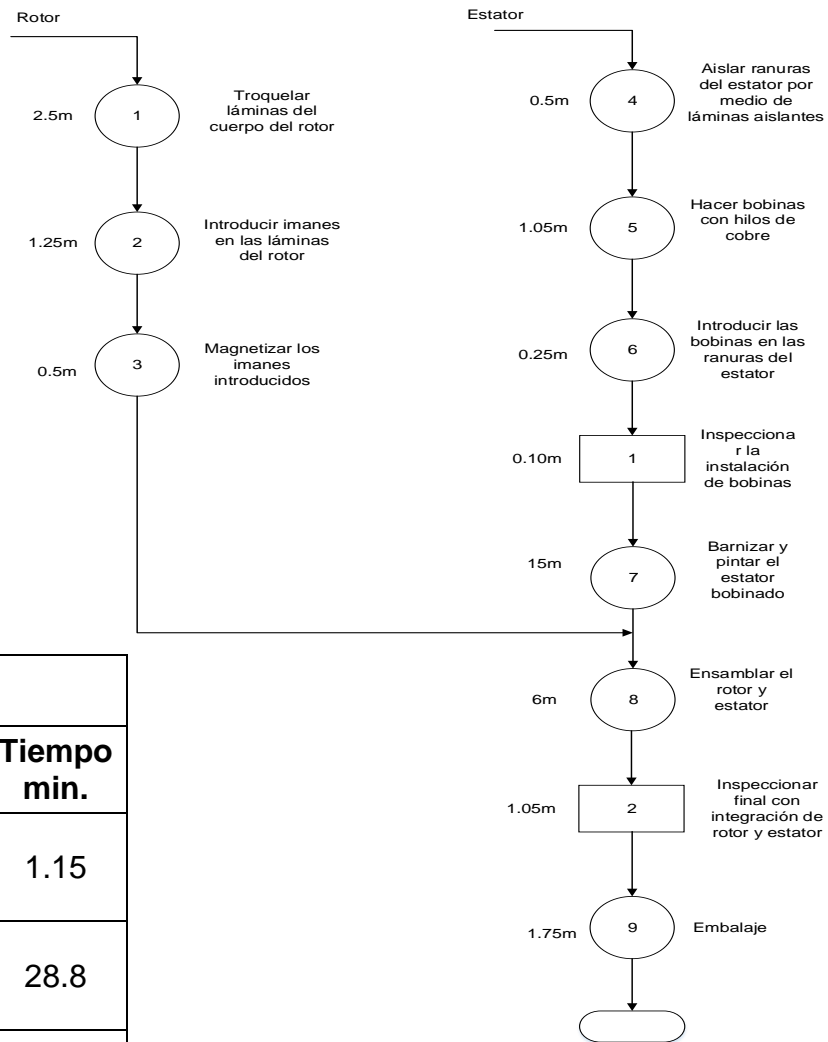 Rotor
2.5m
1
Troquelar
láminas del
cuerpo del rotor
1.25m
2
Introducir imanes
en las láminas
del rotor
0.5m
3
Magnetizar los
imanes
introducidos
Estator
0.5m
4
Aislar ranuras
del estator por
medio de
láminas aislantes
1.05m
5
Hacer bobinas
con hilos de
cobre
0.25m
6
Introducir las
bobinas en las
ranuras del
estator
0.10m
1
Inspecciona
r la
instalación
de bobinas
15m
7
Barnizar y
pintar el
estator
bobinado
6m
8
Ensamblar el
rotor y
estator
1.05m
2
Inspeccionar
final con
integración de
rotor y estator
1.75m
9
Embalaje
Tiempo
min.
1.15
28.8